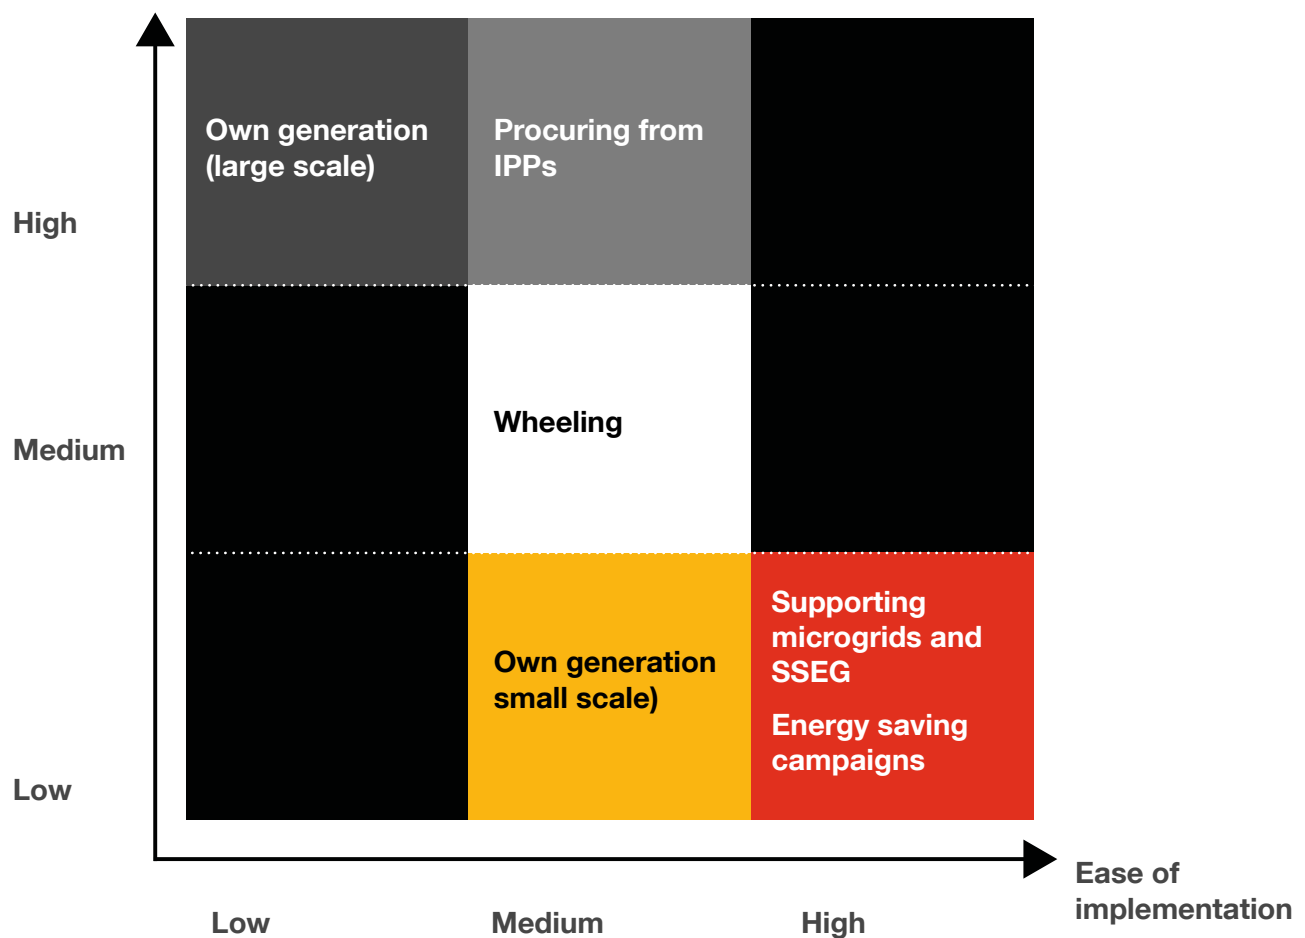 Own generation
(large scale)
Procuring from
IPPs
High
Wheeling
Medium
Own generation
small scale)
Supporting
microgrids and
SSEG
Energy saving
campaigns
Low
Ease of
implementation
Low
Medium
High